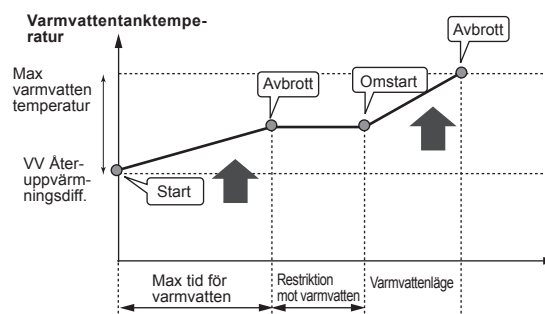 Varmvattentanktempe-
ratur
Avbrott
Max
varmvatten
temperatur
Avbrott
Omstart
VV Åter-
uppvärm-
ningsdiff.
Start
Max tid för
varmvatten
Restriktion
mot varmvatten
Varmvattenläge